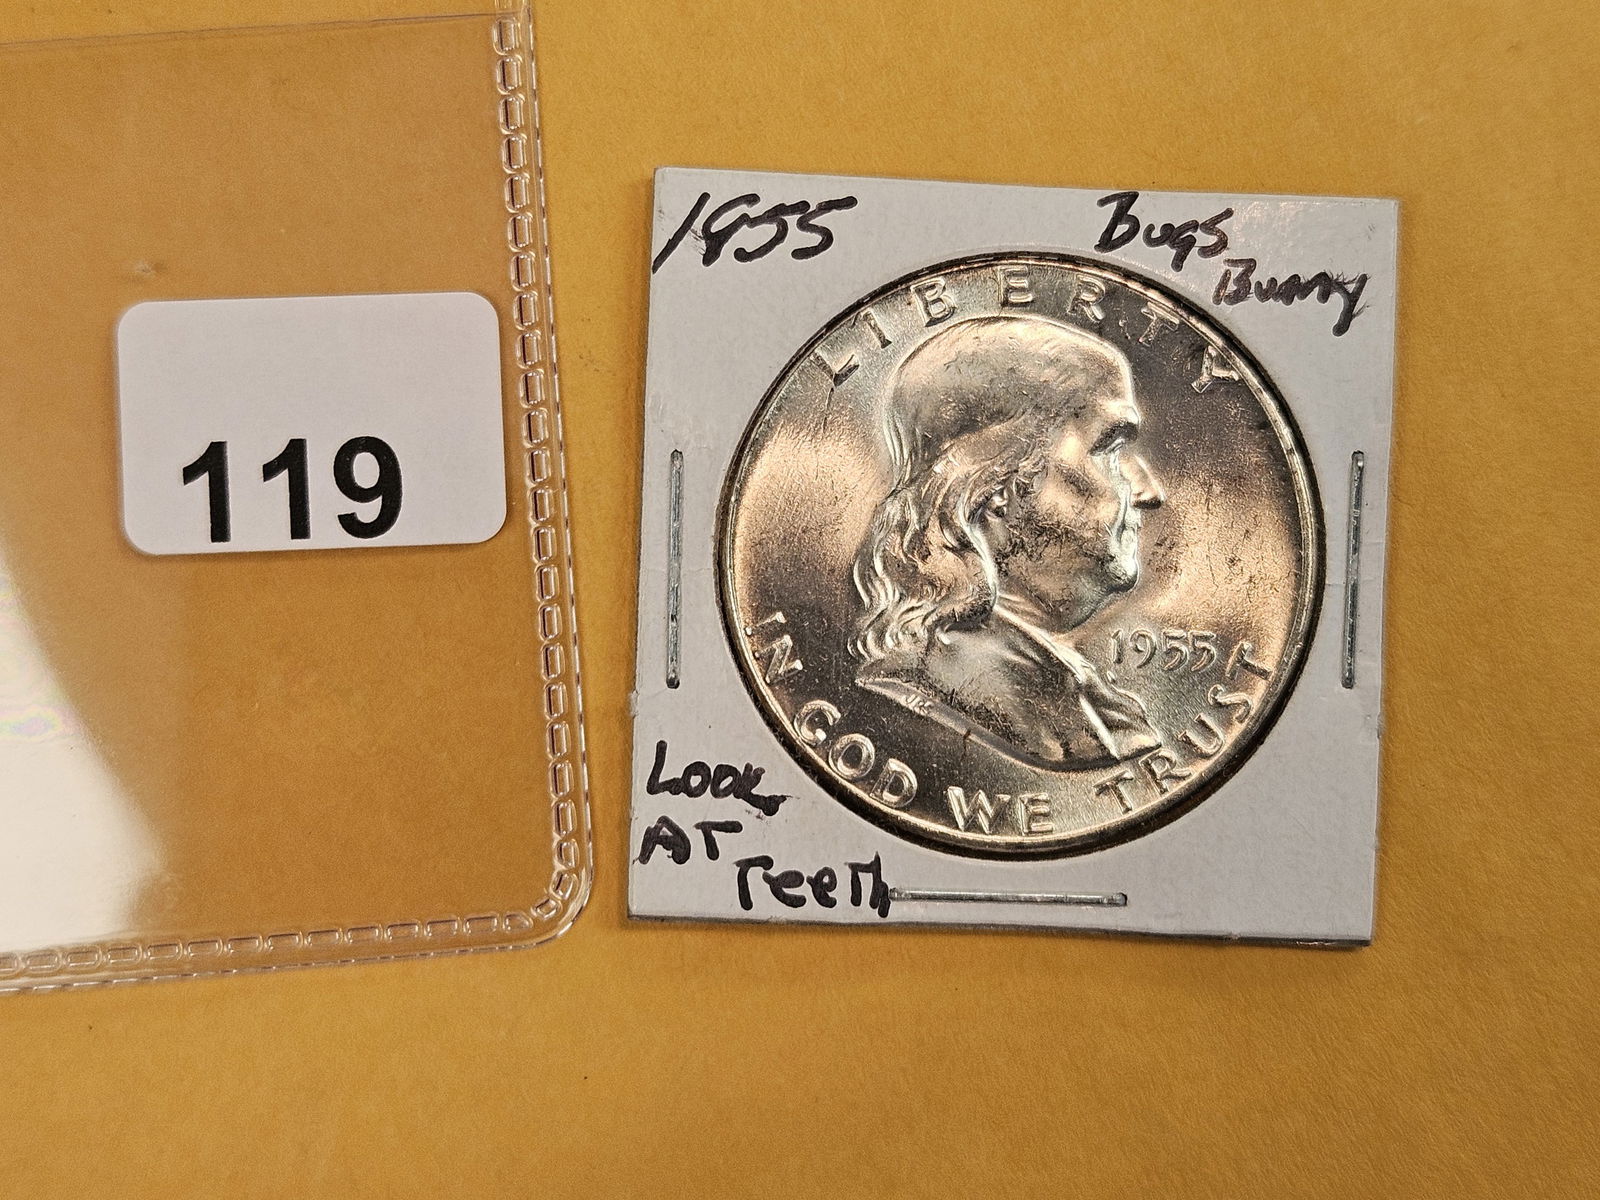 119
1955
Bugs
Bunny
LIBERTY
1955
IN GOD WE TRUST
Look
AT
Teeth